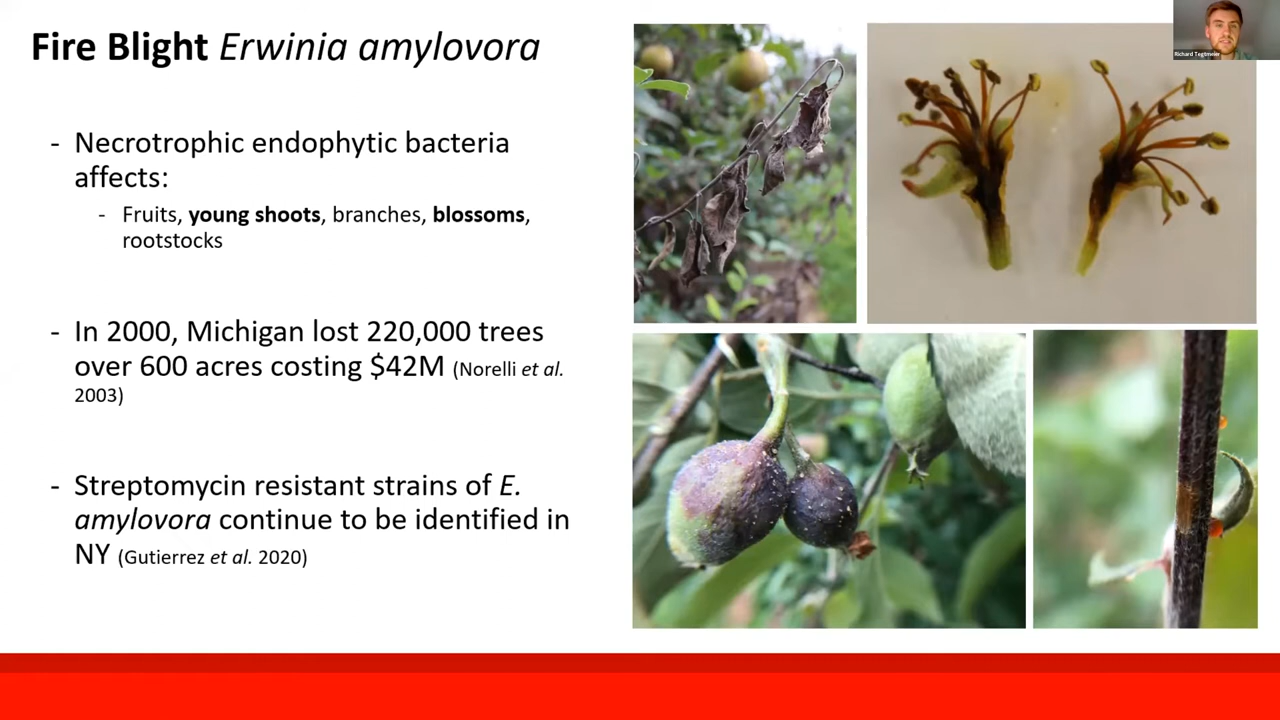 Fire Blight Erwinia amylovora
Richard Tegtmeier
- Necrotrophic endophytic bacteria
affects:
- Fruits, young shoots, branches, blossoms,
rootstocks
- In 2000, Michigan lost 220,000 trees
over 600 acres costing $42M (Norelli et al.
2003)
- Streptomycin resistant strains of E.
amylovora continue to be identified in
NY (Gutierrez et al. 2020)